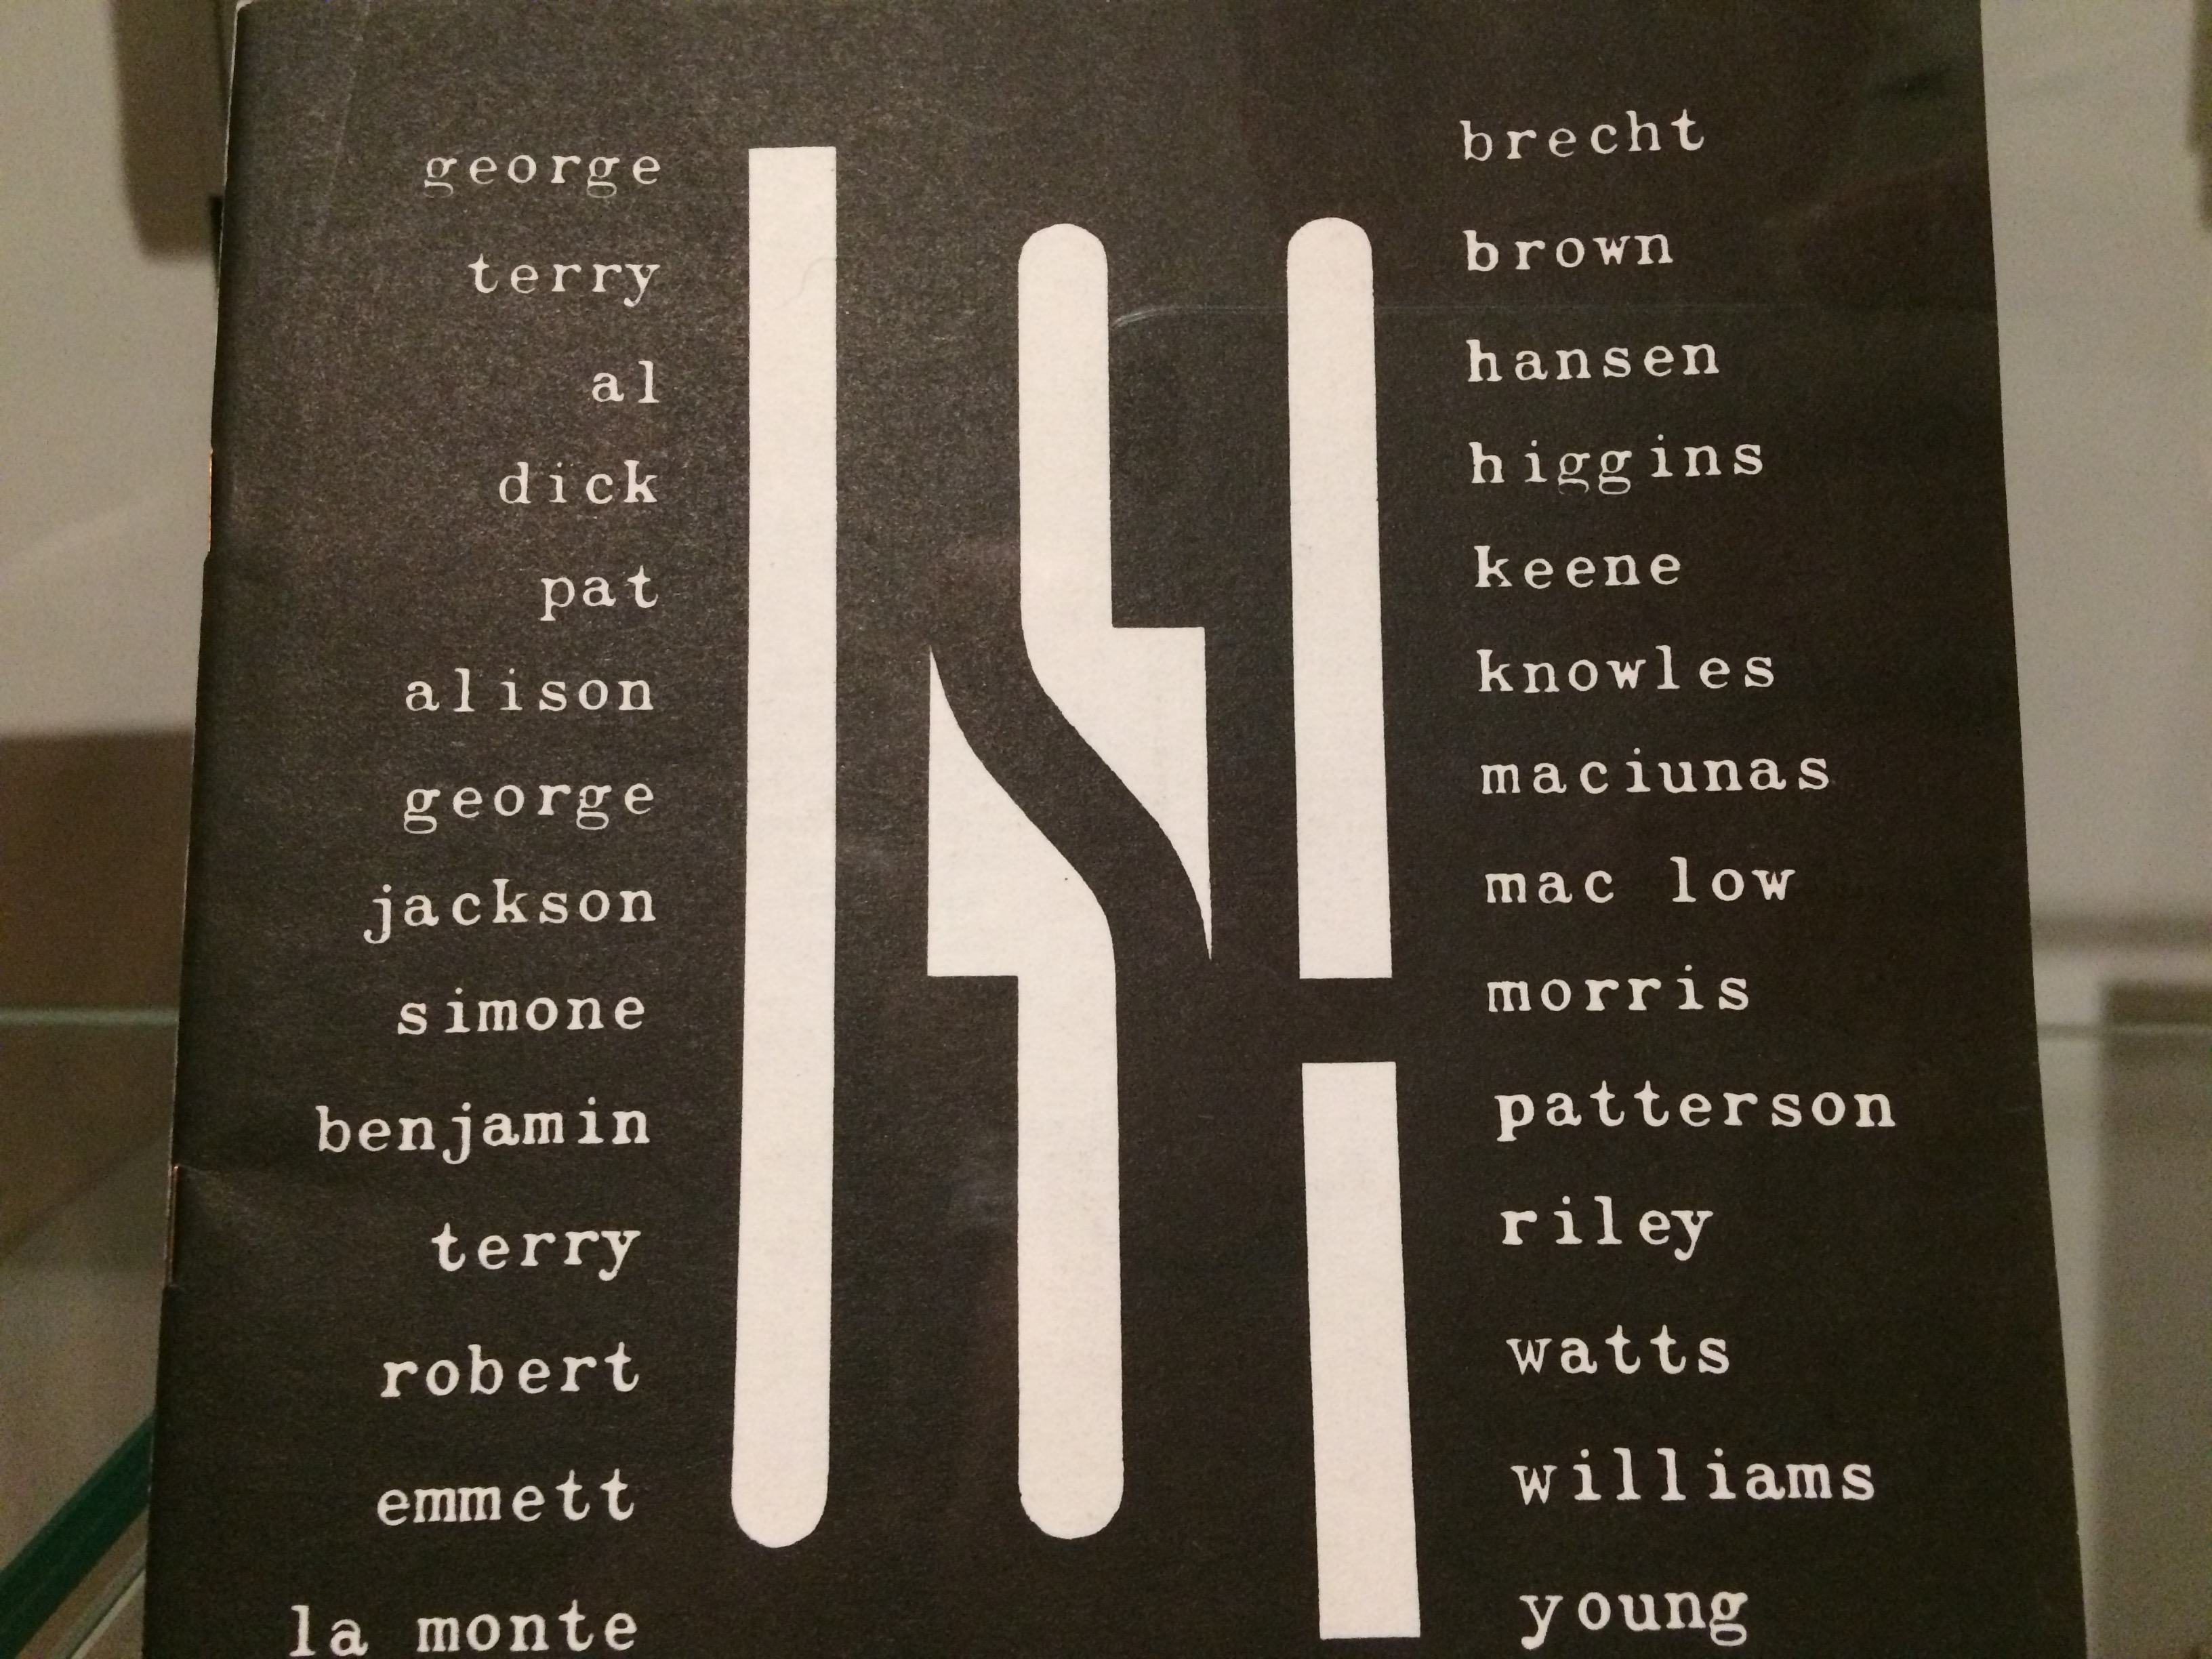 george brecht
terry brown
al hansen
dick higgins
pat keene
alison knowles
george maciunas
jackson mac low
simone morris
benjamin patterson
terry riley
robert watts
emmett williams
la monte young